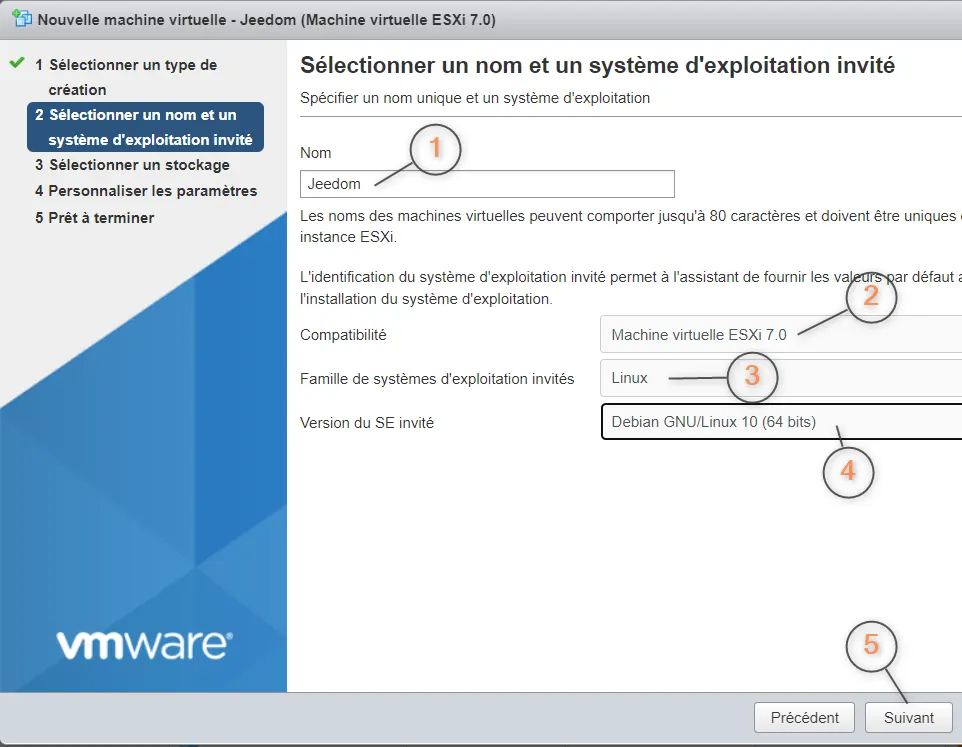 Nouvelle machine virtuelle - Jeedom (Machine virtuelle ESXi 7.0)
1 Sélectionner un type de
création
2 Sélectionner un nom et un
système d'exploitation invité
3 Sélectionner un stockage
4 Personnaliser les paramètres
5 Prêt à terminer
vmware®
Sélectionner un nom et un système d'exploitation invité
Spécifier un nom unique et un système d'exploitation
Nom
1
Jeedom
Les noms des machines virtuelles peuvent comporter jusqu'à 80 caractères et doivent être uniques
instance ESXi.
L'identification du système d'exploitation invité permet à l'assistant de fournir les valeurs par défaut a
l'installation du système d'exploitation.
2
Compatibilité
Machine virtuelle ESXi 7.0
Famille de systèmes d'exploitation invités
Linux
3
Version du SE invité
Debian GNU/Linux 10 (64 bits)
4
5
Précédent
Suivant